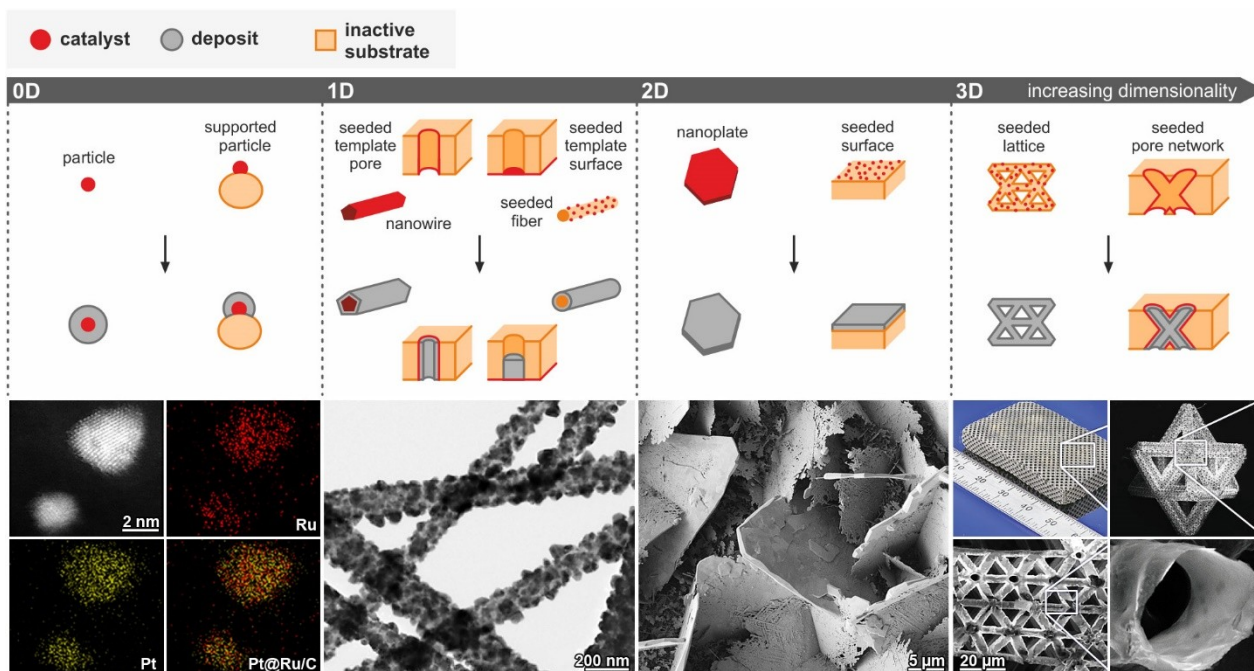 catalyst
deposit
inactive
substrate
0D
1D
2D
3D
increasing dimensionality
particle
supported
particle
seeded
template
pore
seeded
template
surface
nanowire
seeded
fiber
nanoplate
seeded
surface
seeded
lattice
seeded
pore network
2 nm
Ru
Pt
Pt@Ru/C
200 nm
5 µm
20 µm